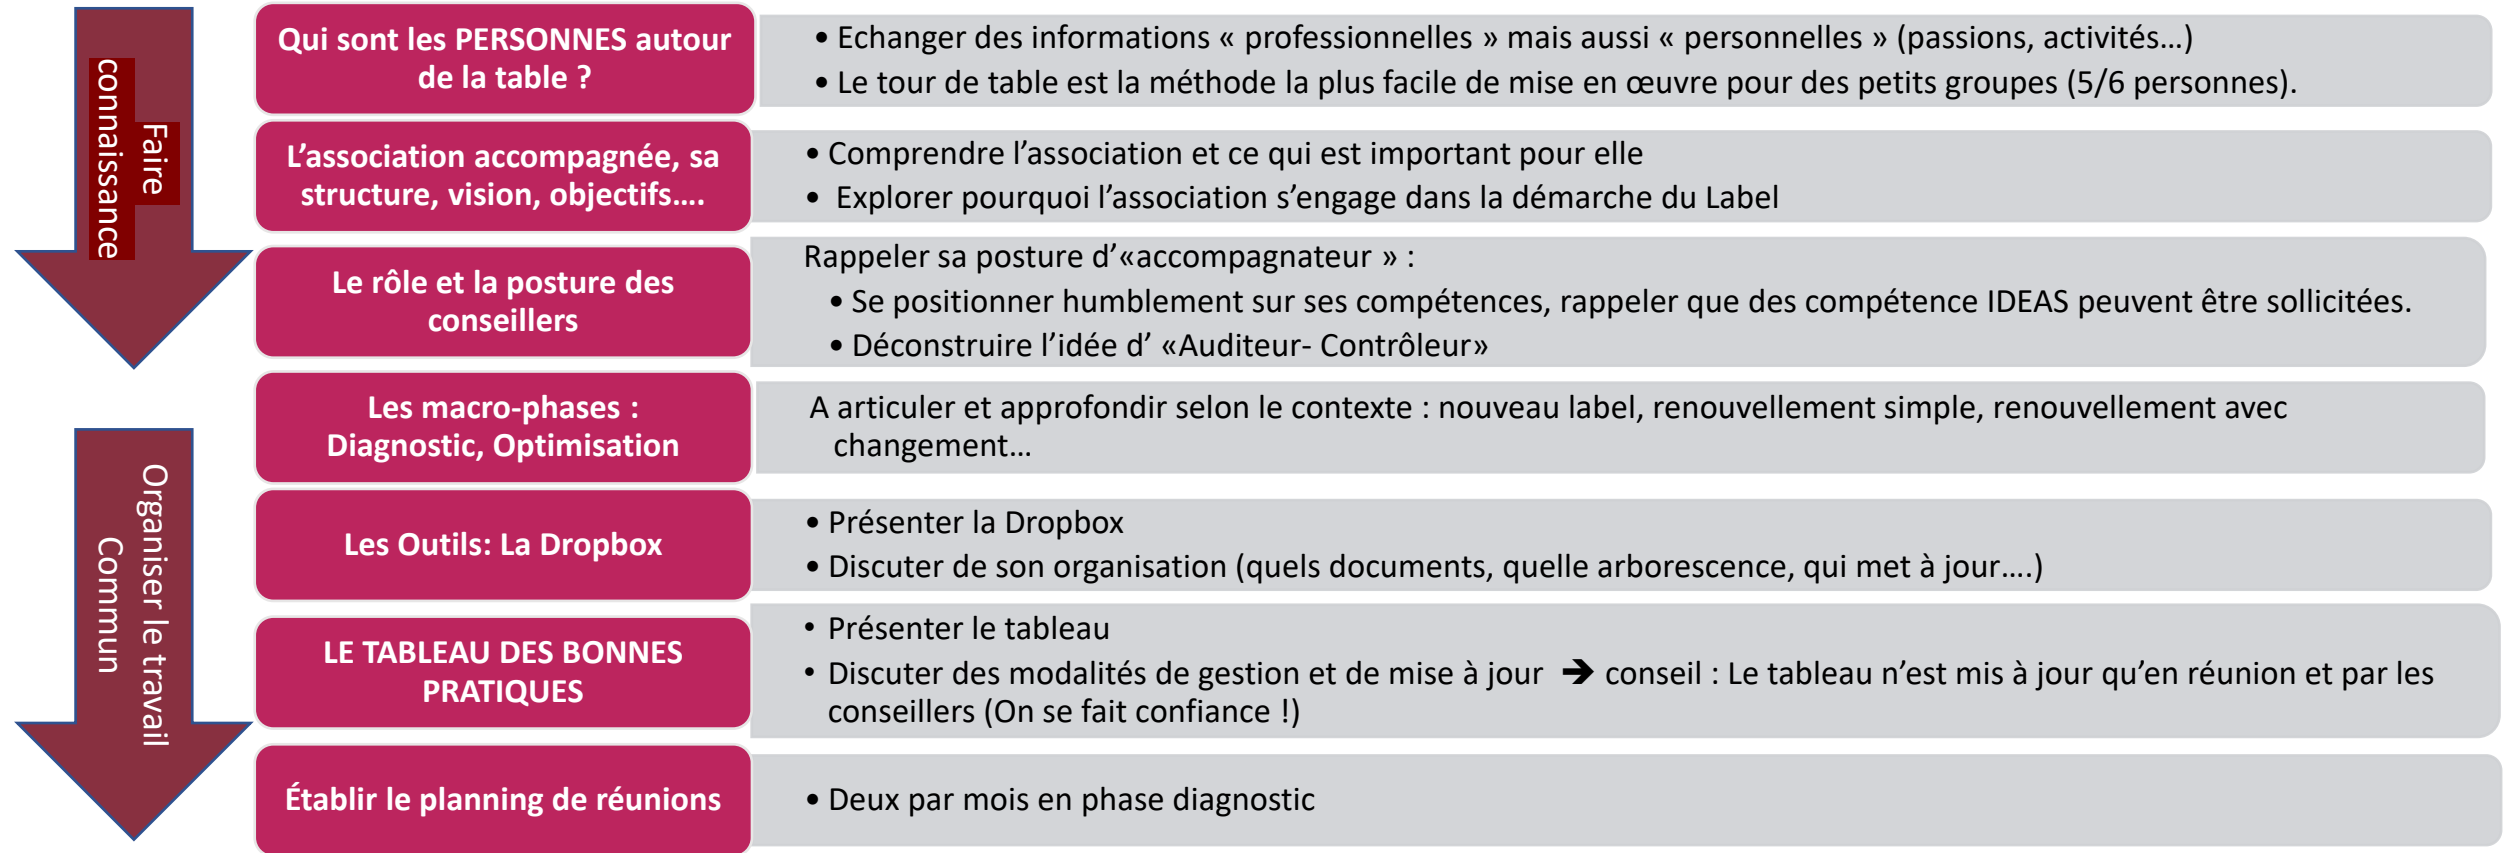 Faire
connaissance
Qui sont les PERSONNES autour
de la table ?
• Echanger des informations « professionnelles » mais aussi « personnelles » (passions, activités…)
• Le tour de table est la méthode la plus facile de mise en œuvre pour des petits groupes (5/6 personnes).
L’association accompagnée, sa
structure, vision, objectifs….
• Comprendre l’association et ce qui est important pour elle
• Explorer pourquoi l’association s’engage dans la démarche du Label
Le rôle et la posture des
conseillers
Rappeler sa posture d’«accompagnateur » :
• Se positionner humblement sur ses compétences, rappeler que des compétence IDEAS peuvent être sollicitées.
• Déconstruire l’idée d’ «Auditeur- Contrôleur»
Organiser le travail
Commun
Les macro-phases :
Diagnostic, Optimisation
A articuler et approfondir selon le contexte : nouveau label, renouvellement simple, renouvellement avec
changement…
Les Outils: La Dropbox
• Présenter la Dropbox
• Discuter de son organisation (quels documents, quelle arborescence, qui met à jour….)
LE TABLEAU DES BONNES
PRATIQUES
• Présenter le tableau
• Discuter des modalités de gestion et de mise à jour ➔ conseil : Le tableau n’est mis à jour qu’en réunion et par les
conseillers (On se fait confiance !)
Établir le planning de réunions
• Deux par mois en phase diagnostic